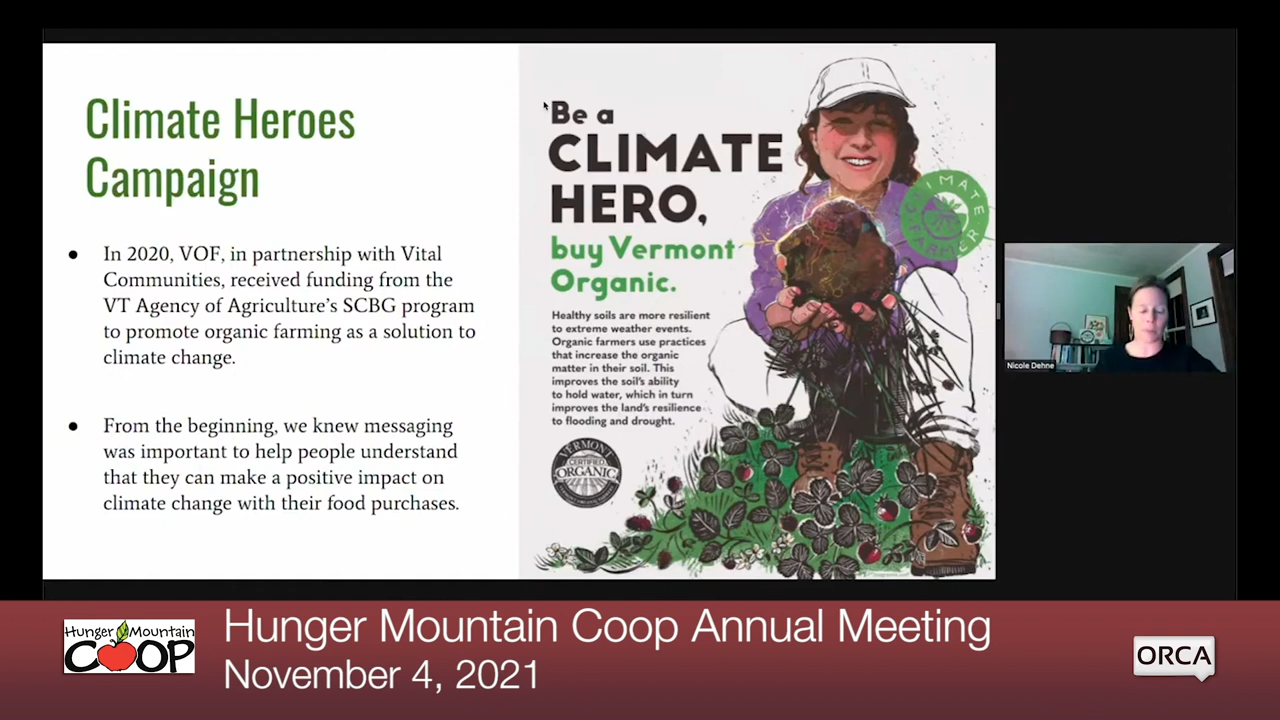 Climate Heroes
Campaign
● In 2020, VOF, in partnership with Vital
Communities, received funding from the
VT Agency of Agriculture’s SCBG program
to promote organic farming as a solution to
climate change.
● From the beginning, we knew messaging
was important to help people understand
that they can make a positive impact on
climate change with their food purchases.
Be a
CLIMATE
HERO,
buy Vermont
Organic.
Healthy soils are more resilient
to extreme weather events.
Organic farmers use practices
that increase the organic
matter in their soil. This
improves the soil’s ability
to hold water, which in turn
improves the land’s resilience
to flooding and drought.
VERMONT
CERTIFIED
ORGANIC
CLIMATE
FARMER
Nicole Dehne
Hunger Mountain
COOP
Hunger Mountain Coop Annual Meeting
November 4, 2021
ORCA